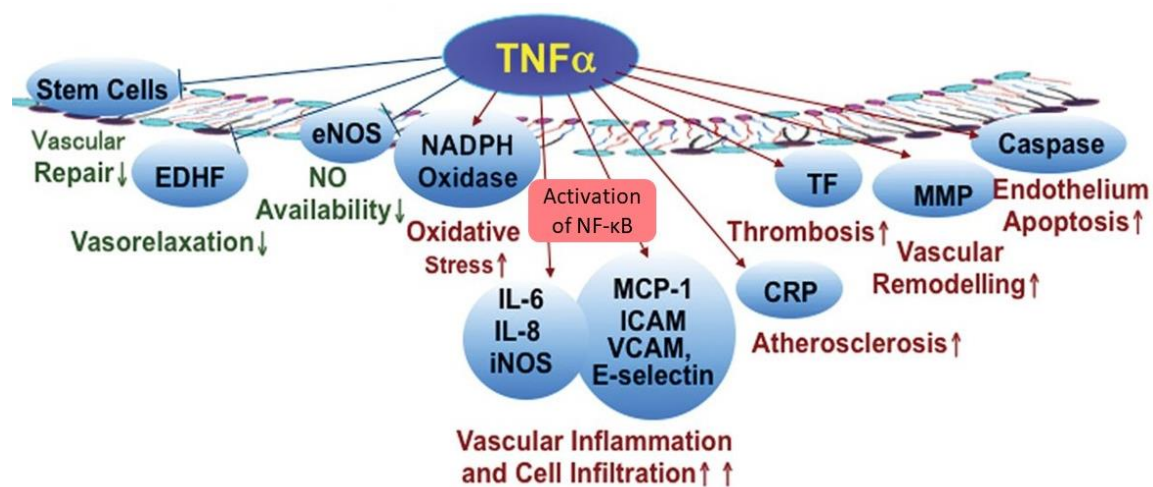 TNFα
Stem Cells
Vascular
Repair↓
EDHF
Vasorelaxation↓
eNOS
NO
Availability↓
NADPH
Oxidase
Oxidative
Stress↑
Activation
of NF-κB
IL-6
IL-8
iNOS
MCP-1
ICAM
VCAM,
E-selectin
Vascular Inflammation
and Cell Infiltration↑ ↑
CRP
Atherosclerosis↑
TF
Thrombosis↑
MMP
Vascular
Remodelling↑
Caspase
Endothelium
Apoptosis↑